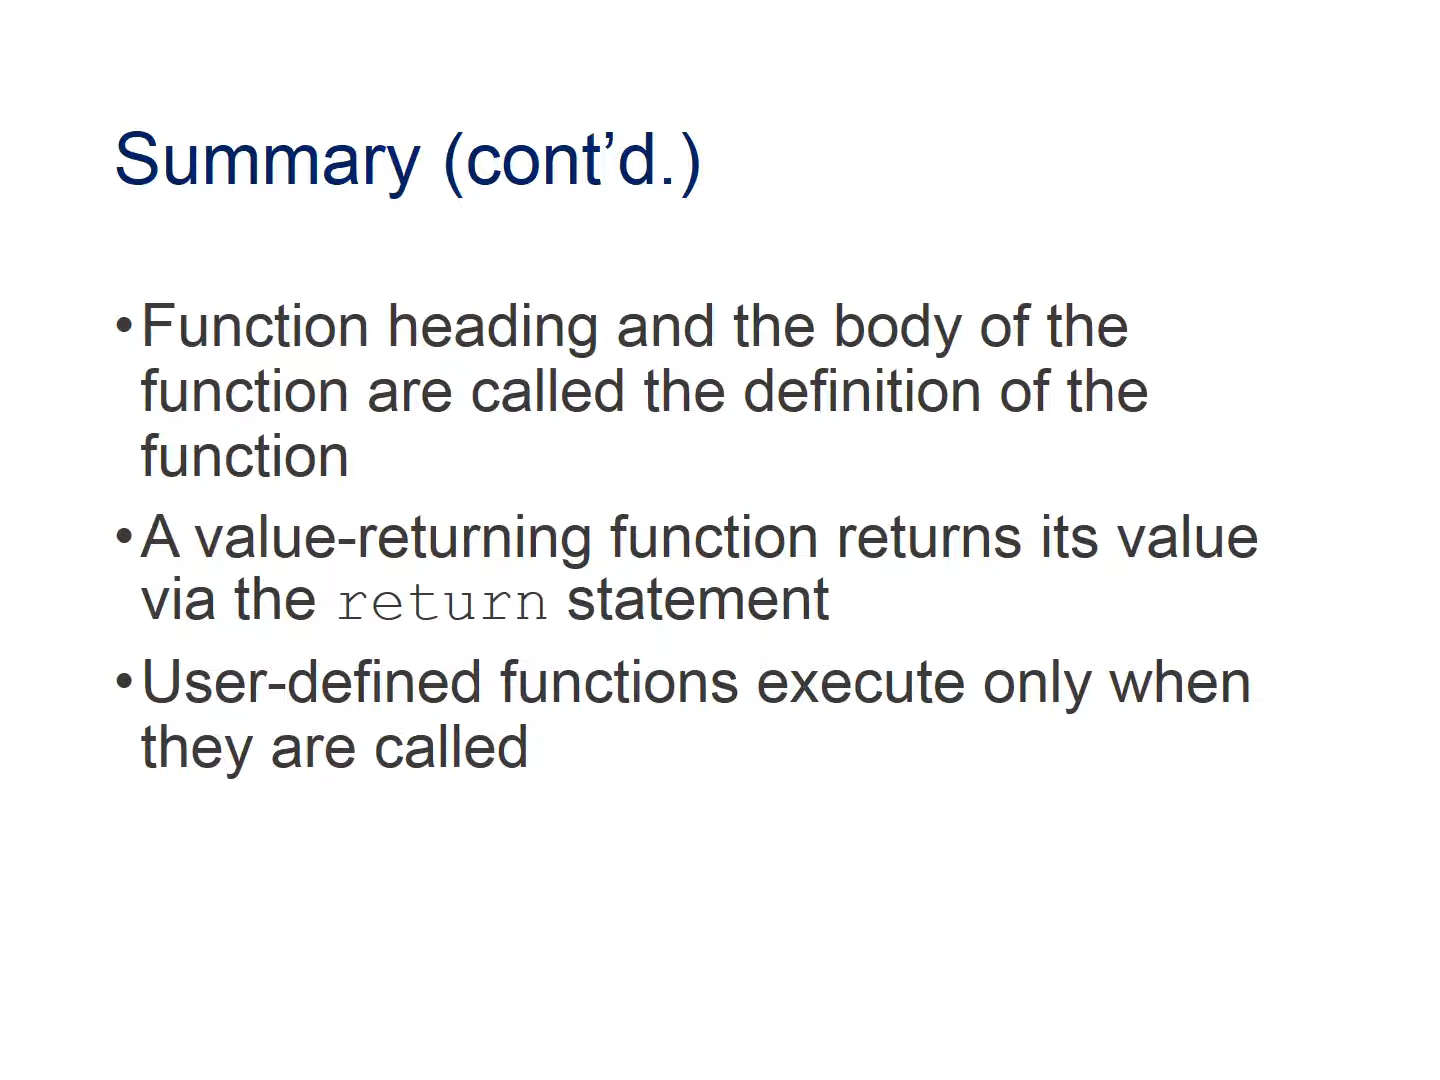 Summary (cont’d.)
•Function heading and the body of the
function are called the definition of the
function
•A value-returning function returns its value
via the return statement
•User-defined functions execute only when
they are called